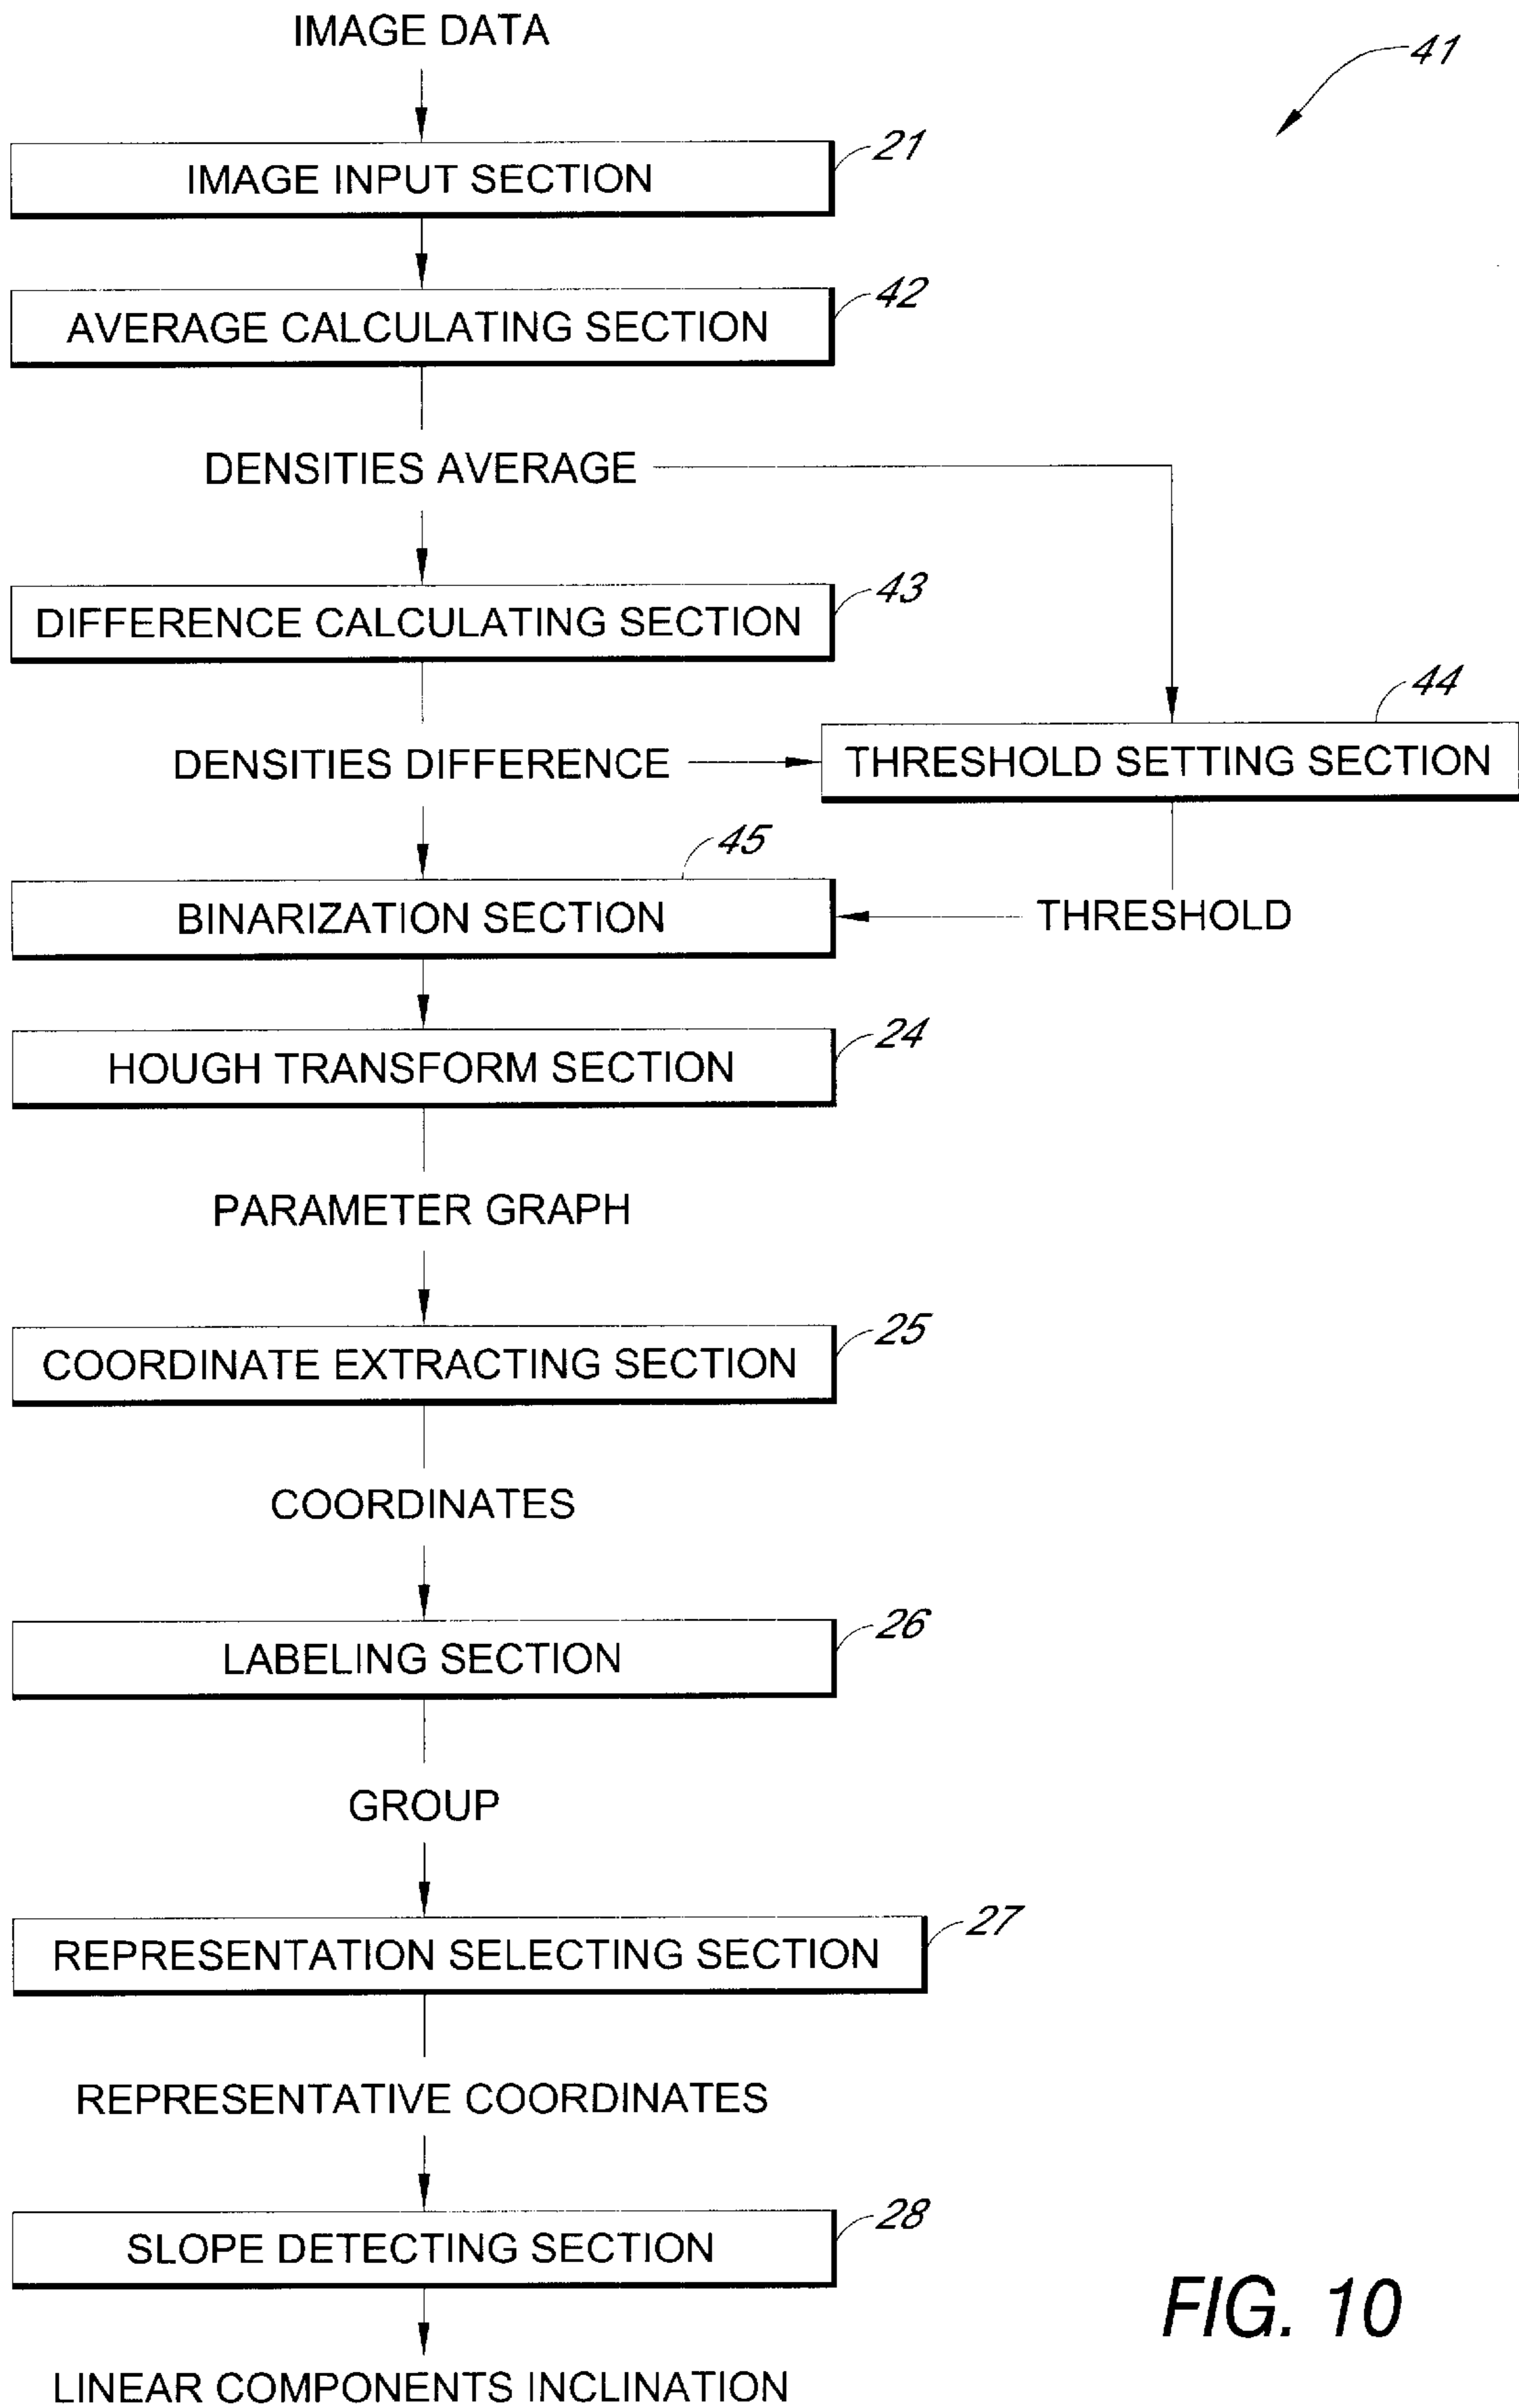 IMAGE DATA
41
IMAGE INPUT SECTION
21
AVERAGE CALCULATING SECTION
42
DENSITIES AVERAGE
DIFFERENCE CALCULATING SECTION
43
44
DENSITIES DIFFERENCE
THRESHOLD SETTING SECTION
45
BINARIZATION SECTION
THRESHOLD
HOUGH TRANSFORM SECTION
24
PARAMETER GRAPH
COORDINATE EXTRACTING SECTION
25
COORDINATES
LABELING SECTION
26
GROUP
REPRESENTATION SELECTING SECTION
27
REPRESENTATIVE COORDINATES
SLOPE DETECTING SECTION
28
LINEAR COMPONENTS INCLINATION
FIG. 10